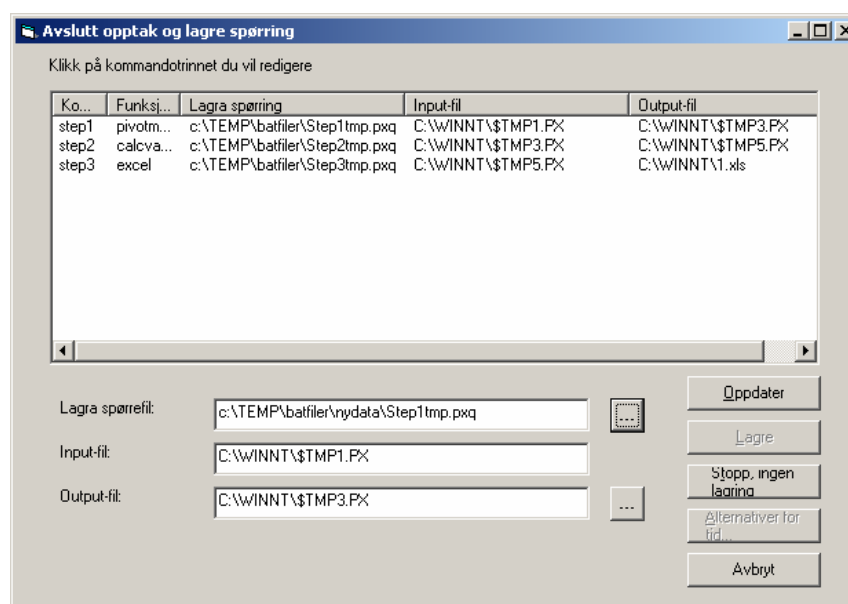 Avslutt opptak og lagre spørring
Klikk på kommandotrinnet du vil redigere
Ko... Funksj... Lagra spørring Input-fil Output-fil
step1 pivotm... c:\TEMP\batfiler\Step1tmp.pxq C:\WINNT\$TMP1.PX C:\WINNT\$TMP3.PX
step2 calcva... c:\TEMP\batfiler\Step2tmp.pxq C:\WINNT\$TMP3.PX C:\WINNT\$TMP5.PX
step3 excel c:\TEMP\batfiler\Step3tmp.pxq C:\WINNT\$TMP5.PX C:\WINNT\1.xls
Lagra spørrefil: c:\TEMP\batfiler\nydata\Step1tmp.pxq ...
Input-fil: C:\WINNT\$TMP1.PX
Output-fil: C:\WINNT\$TMP3.PX ...
Oppdater
Lagre
Stopp, ingen
lagring
Alternativer for
tid...
Avbryt